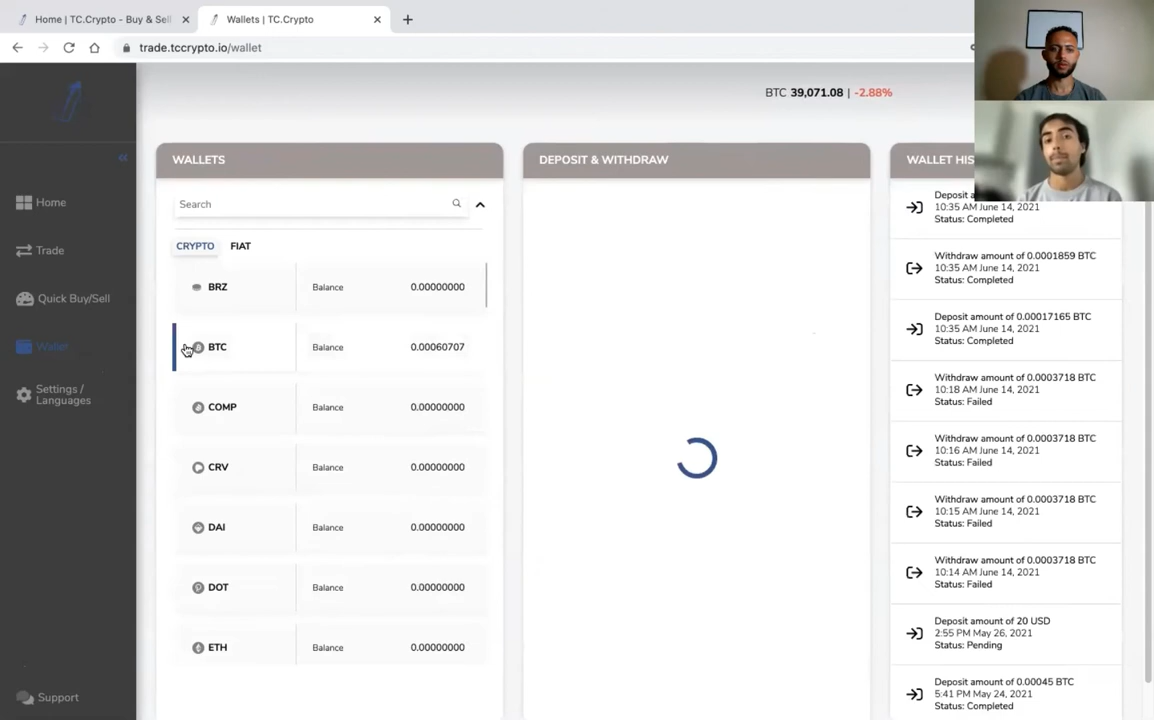 Home | TC.Crypto - Buy & Sell
Wallets | TC.Crypto
trade.tccrypto.io/wallet
BTC 39,071.08 | -2.88%
Home
Trade
Quick Buy/Sell
Wallet
Settings /
Languages
Support
WALLETS
Search
CRYPTO FIAT
BRZ Balance 0.00000000
BTC Balance 0.00060707
COMP Balance 0.00000000
CRV Balance 0.00000000
DAI Balance 0.00000000
DOT Balance 0.00000000
ETH Balance 0.00000000
DEPOSIT & WITHDRAW
WALLET HIS
Deposit a
10:35 AM June 14, 2021
Status: Completed
Withdraw amount of 0.0001859 BTC
10:35 AM June 14, 2021
Status: Completed
Deposit amount of 0.00017165 BTC
10:35 AM June 14, 2021
Status: Completed
Withdraw amount of 0.0003718 BTC
10:18 AM June 14, 2021
Status: Failed
Withdraw amount of 0.0003718 BTC
10:16 AM June 14, 2021
Status: Failed
Withdraw amount of 0.0003718 BTC
10:15 AM June 14, 2021
Status: Failed
Withdraw amount of 0.0003718 BTC
10:14 AM June 14, 2021
Status: Failed
Deposit amount of 20 USD
2:55 PM May 26, 2021
Status: Pending
Deposit amount of 0.00045 BTC
5:41 PM May 24, 2021
Status: Completed